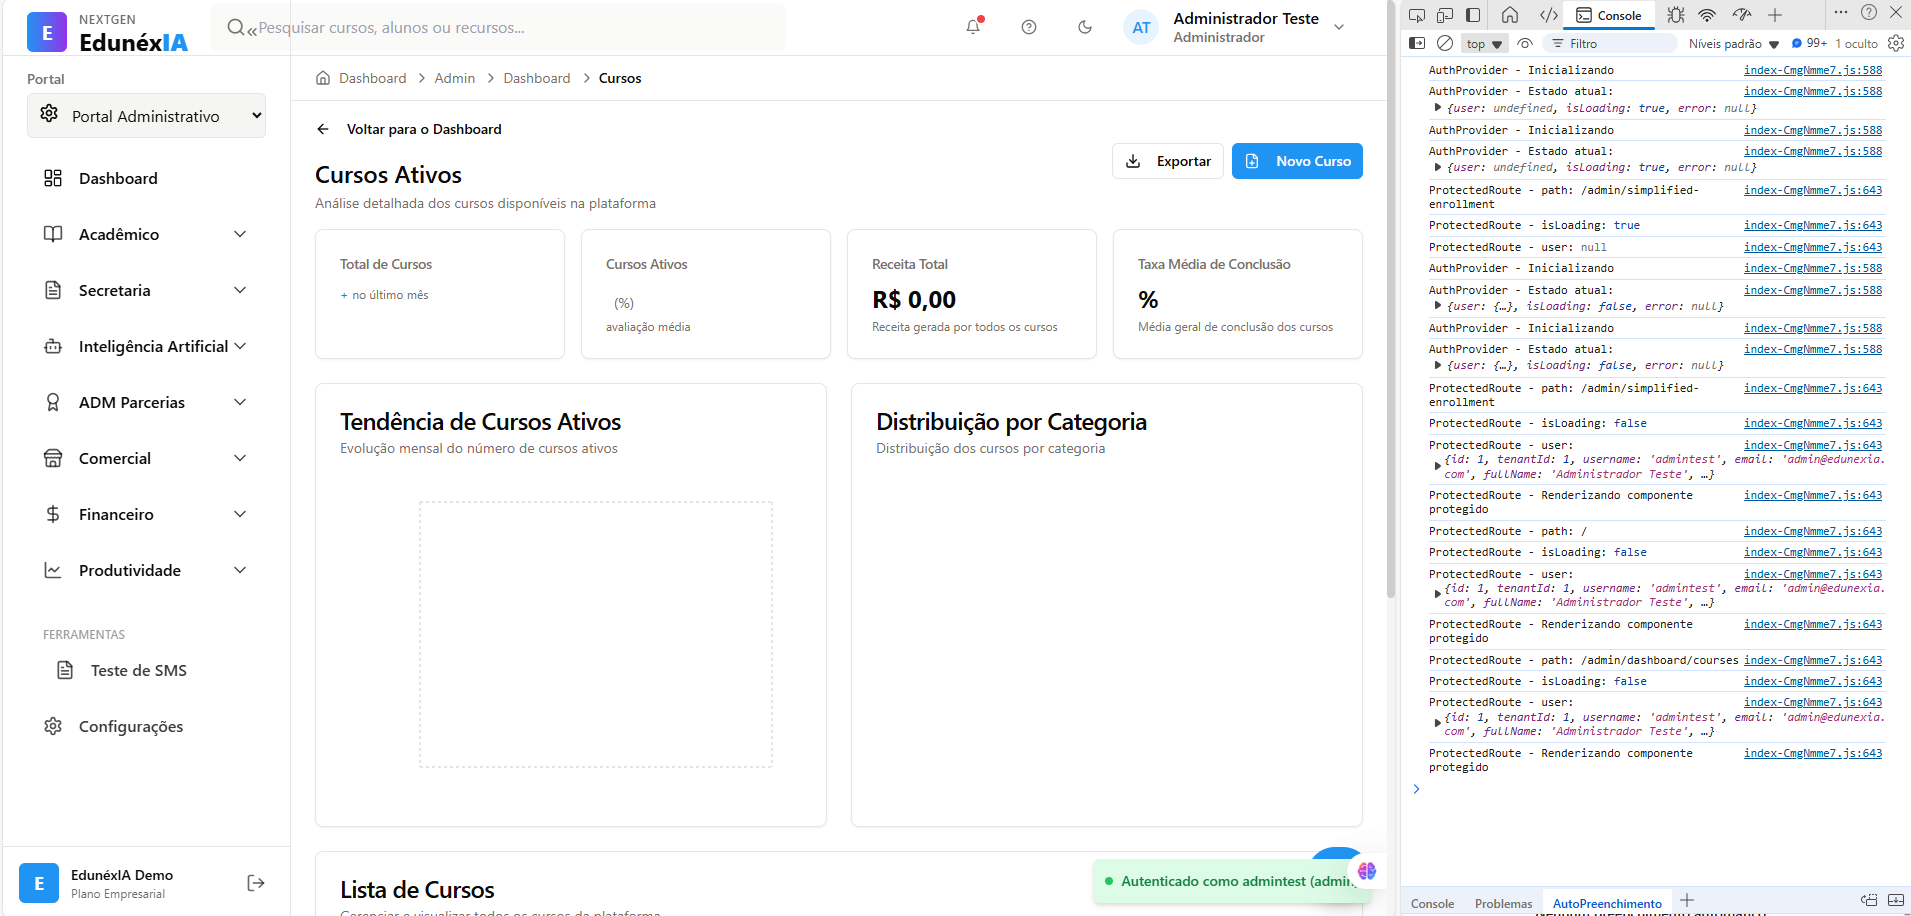 E
NEXTGEN
EdunéxIA
Pesquisar cursos, alunos ou recursos...
AT
Administrador Teste
Administrador
Portal
Portal Administrativo
Dashboard
Acadêmico
Secretaria
Inteligência Artificial
ADM Parcerias
Comercial
Financeiro
Produtividade
FERRAMENTAS
Teste de SMS
Configurações
E
EdunéxIA Demo
Plano Empresarial
Dashboard > Admin > Dashboard > Cursos
Voltar para o Dashboard
Cursos Ativos
Análise detalhada dos cursos disponíveis na plataforma
Exportar
Novo Curso
Total de Cursos
+ no último mês
Cursos Ativos
(%)
avaliação média
Receita Total
R$ 0,00
Receita gerada por todos os cursos
Taxa Média de Conclusão
%
Média geral de conclusão dos cursos
Tendência de Cursos Ativos
Evolução mensal do número de cursos ativos
Distribuição por Categoria
Distribuição dos cursos por categoria
Lista de Cursos
Gerenciar e visualizar todos os cursos da plataforma
Autenticado como admintest (admin
Console
top
Filtro
Níveis padrão
99+
1 oculto
AuthProvider - Inicializando index-CmgNmme7.js:588
AuthProvider - Estado atual: index-CmgNmme7.js:588
{user: undefined, isLoading: true, error: null}
AuthProvider - Inicializando index-CmgNmme7.js:588
AuthProvider - Estado atual: index-CmgNmme7.js:588
{user: undefined, isLoading: true, error: null}
ProtectedRoute - path: /admin/simplified- index-CmgNmme7.js:643
enrollment
ProtectedRoute - isLoading: true index-CmgNmme7.js:643
ProtectedRoute - user: null index-CmgNmme7.js:643
AuthProvider - Inicializando index-CmgNmme7.js:588
AuthProvider - Estado atual: index-CmgNmme7.js:588
{user: {…}, isLoading: false, error: null}
AuthProvider - Inicializando index-CmgNmme7.js:588
AuthProvider - Estado atual: index-CmgNmme7.js:588
{user: {…}, isLoading: false, error: null}
ProtectedRoute - path: /admin/simplified- index-CmgNmme7.js:643
enrollment
ProtectedRoute - isLoading: false index-CmgNmme7.js:643
ProtectedRoute - user: index-CmgNmme7.js:643
{id: 1, tenantId: 1, username: 'admintest', email: 'admin@edunexia.
com', fullName: 'Administrador Teste', …}
ProtectedRoute - Renderizando componente index-CmgNmme7.js:643
protegido
ProtectedRoute - path: / index-CmgNmme7.js:643
ProtectedRoute - isLoading: false index-CmgNmme7.js:643
ProtectedRoute - user: index-CmgNmme7.js:643
{id: 1, tenantId: 1, username: 'admintest', email: 'admin@edunexia.
com', fullName: 'Administrador Teste', …}
ProtectedRoute - Renderizando componente index-CmgNmme7.js:643
protegido
ProtectedRoute - path: /admin/dashboard/courses index-CmgNmme7.js:643
ProtectedRoute - isLoading: false index-CmgNmme7.js:643
ProtectedRoute - user: index-CmgNmme7.js:643
{id: 1, tenantId: 1, username: 'admintest', email: 'admin@edunexia.
com', fullName: 'Administrador Teste', …}
ProtectedRoute - Renderizando componente index-CmgNmme7.js:643
protegido
Console
Problemas
AutoPreenchimento
Nenhum preenchimento automático